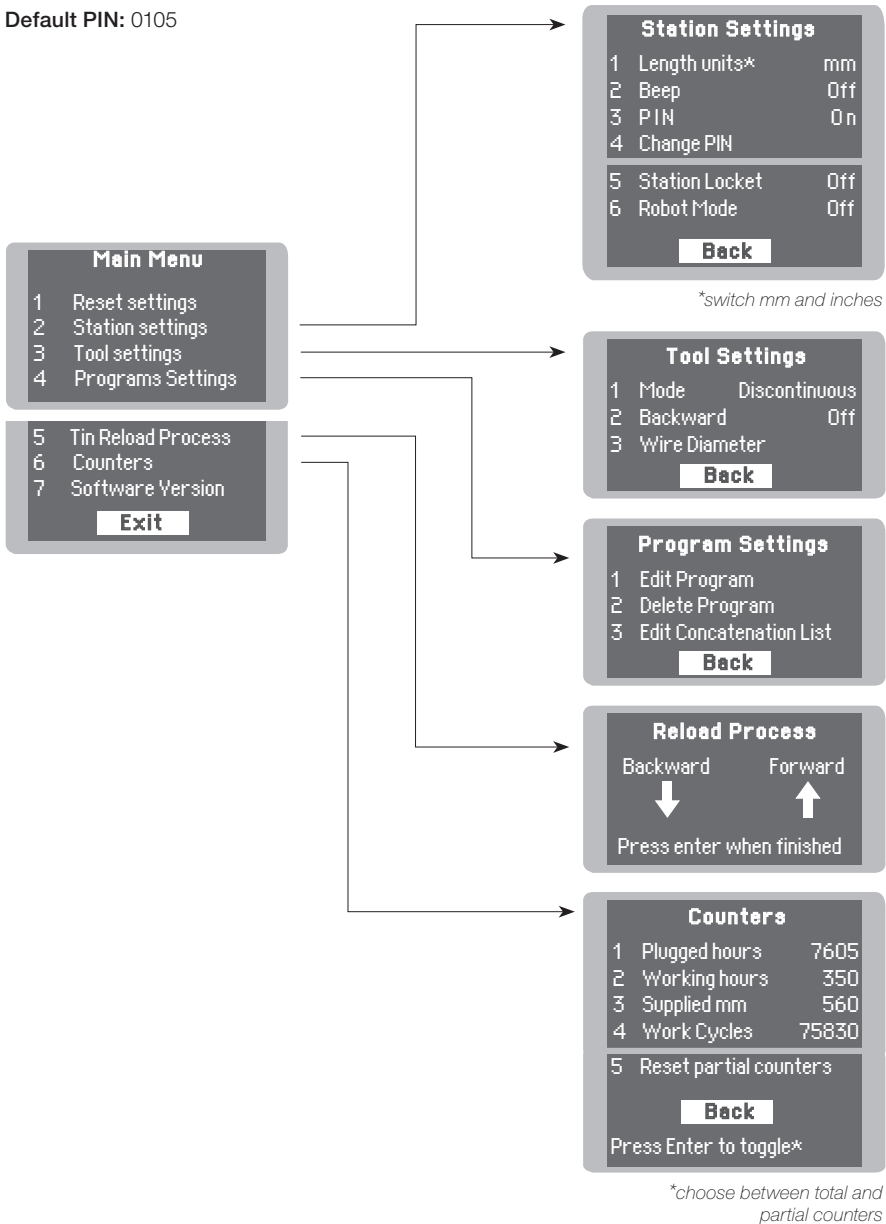 Default PIN: 0105
Main Menu
1 Reset settings
2 Station settings
3 Tool settings
4 Programs Settings
5 Tin Reload Process
6 Counters
7 Software Version
Exit
Station Settings
1 Length units* mm
2 Beep Off
3 PIN On
4 Change PIN
5 Station Locket Off
6 Robot Mode Off
Back
*switch mm and inches
Tool Settings
1 Mode Discontinuous
2 Backward Off
3 Wire Diameter
Back
Program Settings
1 Edit Program
2 Delete Program
3 Edit Concatenation List
Back
Reload Process
Backward Forward
Press enter when finished
Counters
1 Plugged hours 7605
2 Working hours 350
3 Supplied mm 560
4 Work Cycles 75830
5 Reset partial counters
Back
Press Enter to toggle*
*choose between total and
partial counters